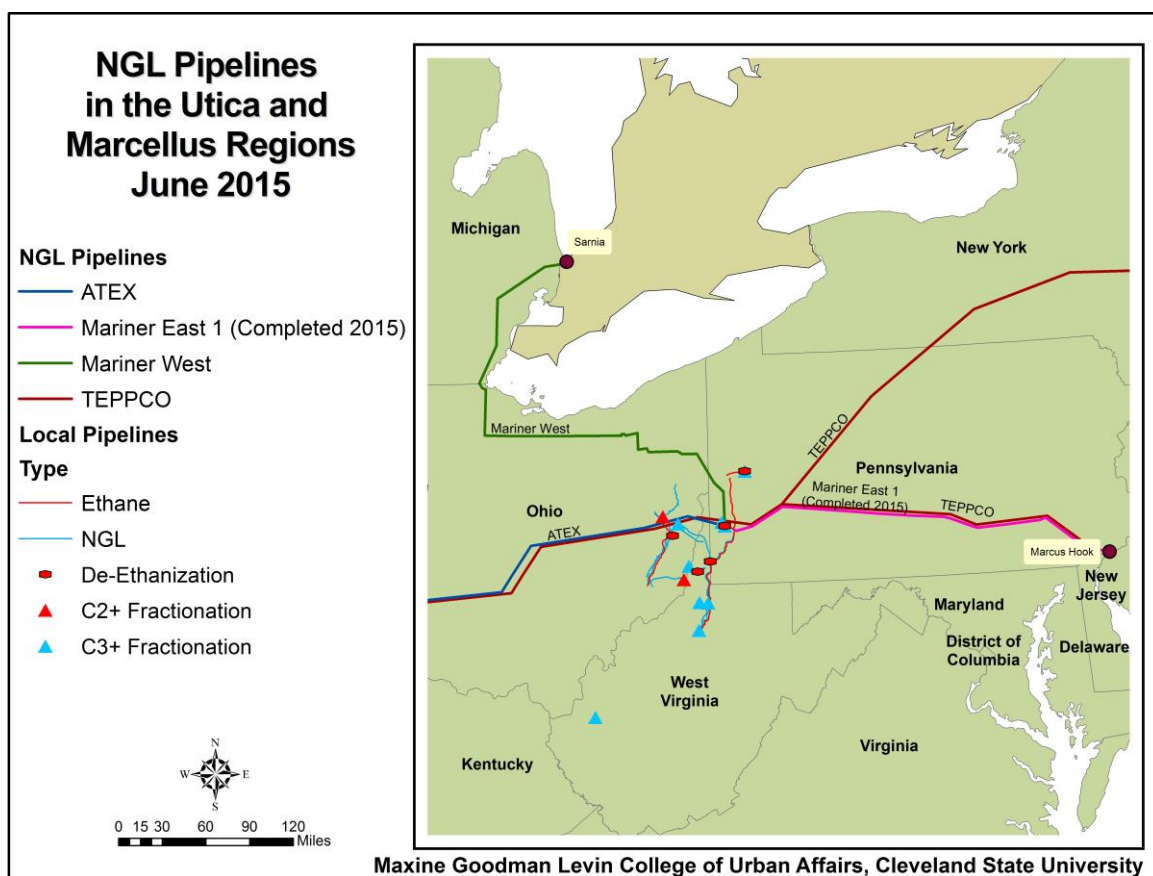 NGL Pipelines
in the Utica and
Marcellus Regions
June 2015
NGL Pipelines
ATEX
Mariner East 1 (Completed 2015)
Mariner West
TEPPCO
Local Pipelines
Type
Ethane
NGL
De-Ethanization
C2+ Fractionation
C3+ Fractionation
N
W E
S
0 15 30 60 90 120
Miles
Michigan
Sarnia
New York
Mariner West
TEPPCO
Pennsylvania
Mariner East 1
(Completed 2015)
TEPPCO
Ohio
ATEX
Marcus Hook
New
Jersey
Maryland
District of
Columbia
Delaware
West
Virginia
Virginia
Kentucky
Maxine Goodman Levin College of Urban Affairs, Cleveland State University